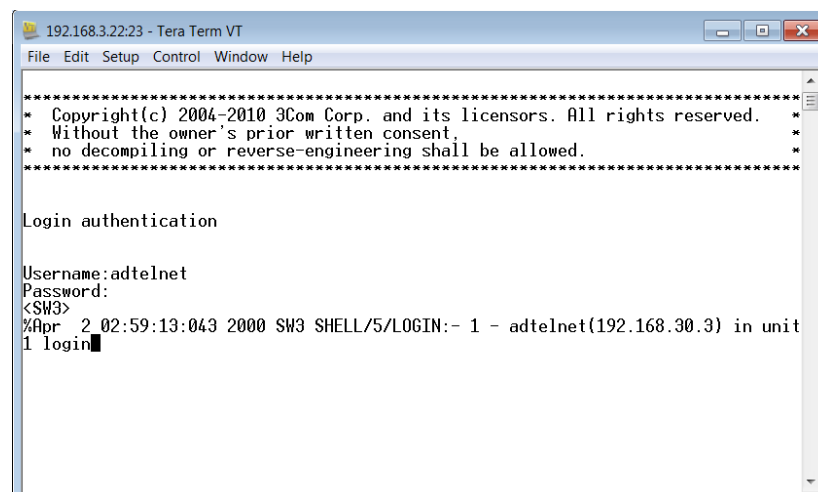 192.168.3.22:23 - Tera Term VT
File Edit Setup Control Window Help
********************************************************************************
* Copyright(c) 2004-2010 3Com Corp. and its licensors. All rights reserved. *
* Without the owner's prior written consent, *
* no decompiling or reverse-engineering shall be allowed. *
********************************************************************************
Login authentication
Username:adtelnet
Password:
<SW3>
%Apr 2 02:59:13:043 2000 SW3 SHELL/5/LOGIN:- 1 - adtelnet(192.168.30.3) in unit
1 login